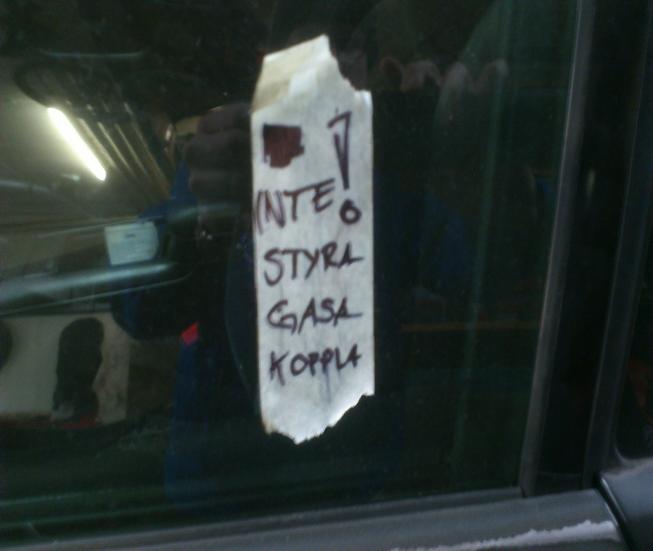 !
INTE
STYRA
GASA
KOPPLA